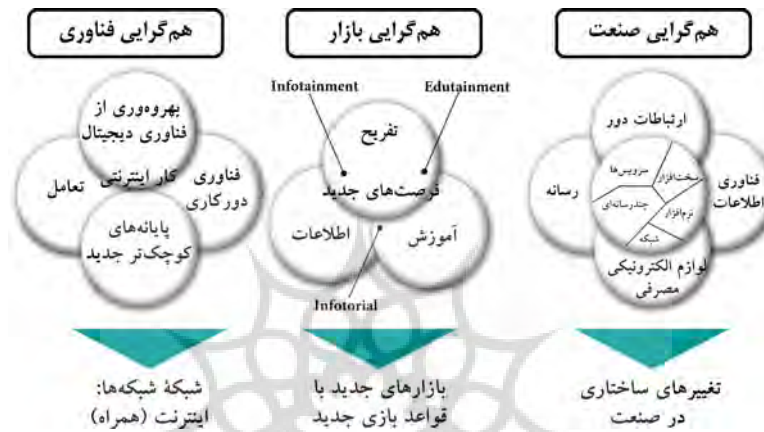 هم‌گرایی صنعت
ارتباطات دور
فناوری
اطلاعات
رسانه
سرویس‌ها
سخت‌افزار
چندرسانه‌ای
نرم‌افزار
شبکه
لوازم الکترونیکی
مصرفی
تغییرهای ساختاری
در صنعت
هم‌گرایی بازار
Infotainment
Edutainment
تفریح
فرصت‌های جدید
اطلاعات
آموزش
Infotorial
بازارهای جدید با
قواعد بازی جدید
هم‌گرایی فناوری
بهره‌وری از
فناوری دیجیتال
فناوری
دورکاری
کار اینترنتی
تعامل
پایانه‌های
کوچک‌تر جدید
شبکهٔ شبکه‌ها:
اینترنت (همراه)